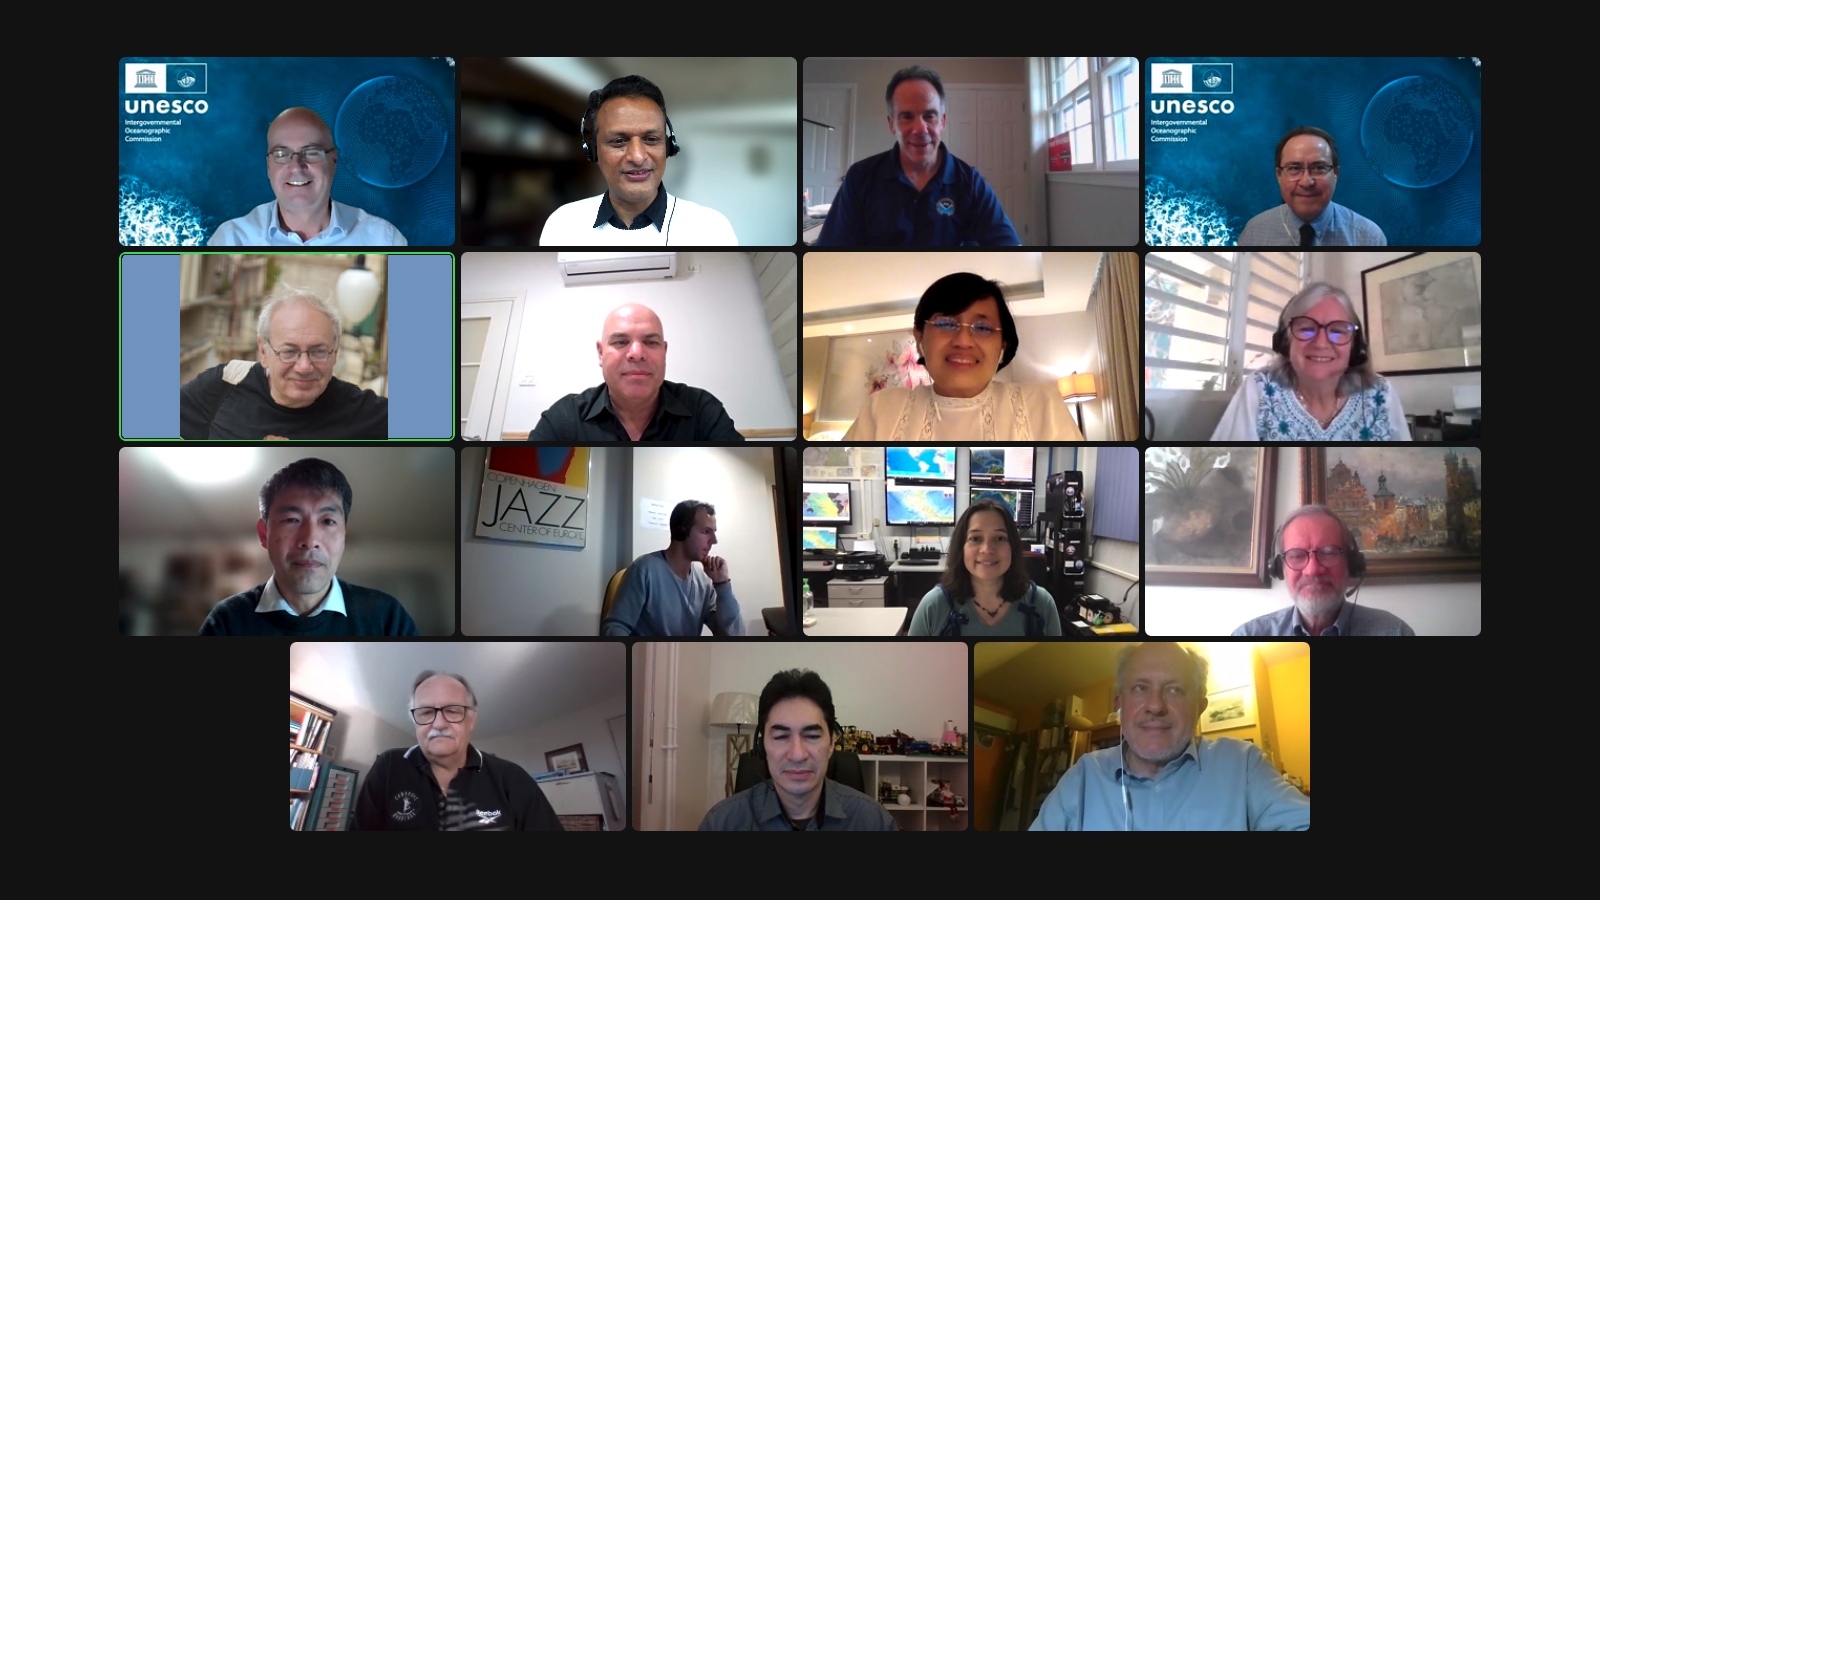 unesco
Intergovernmental
Oceanographic
Commission
unesco
Intergovernmental
Oceanographic
Commission
COPENHAGEN
JAZZ
CENTER OF EUROPE
Reebok